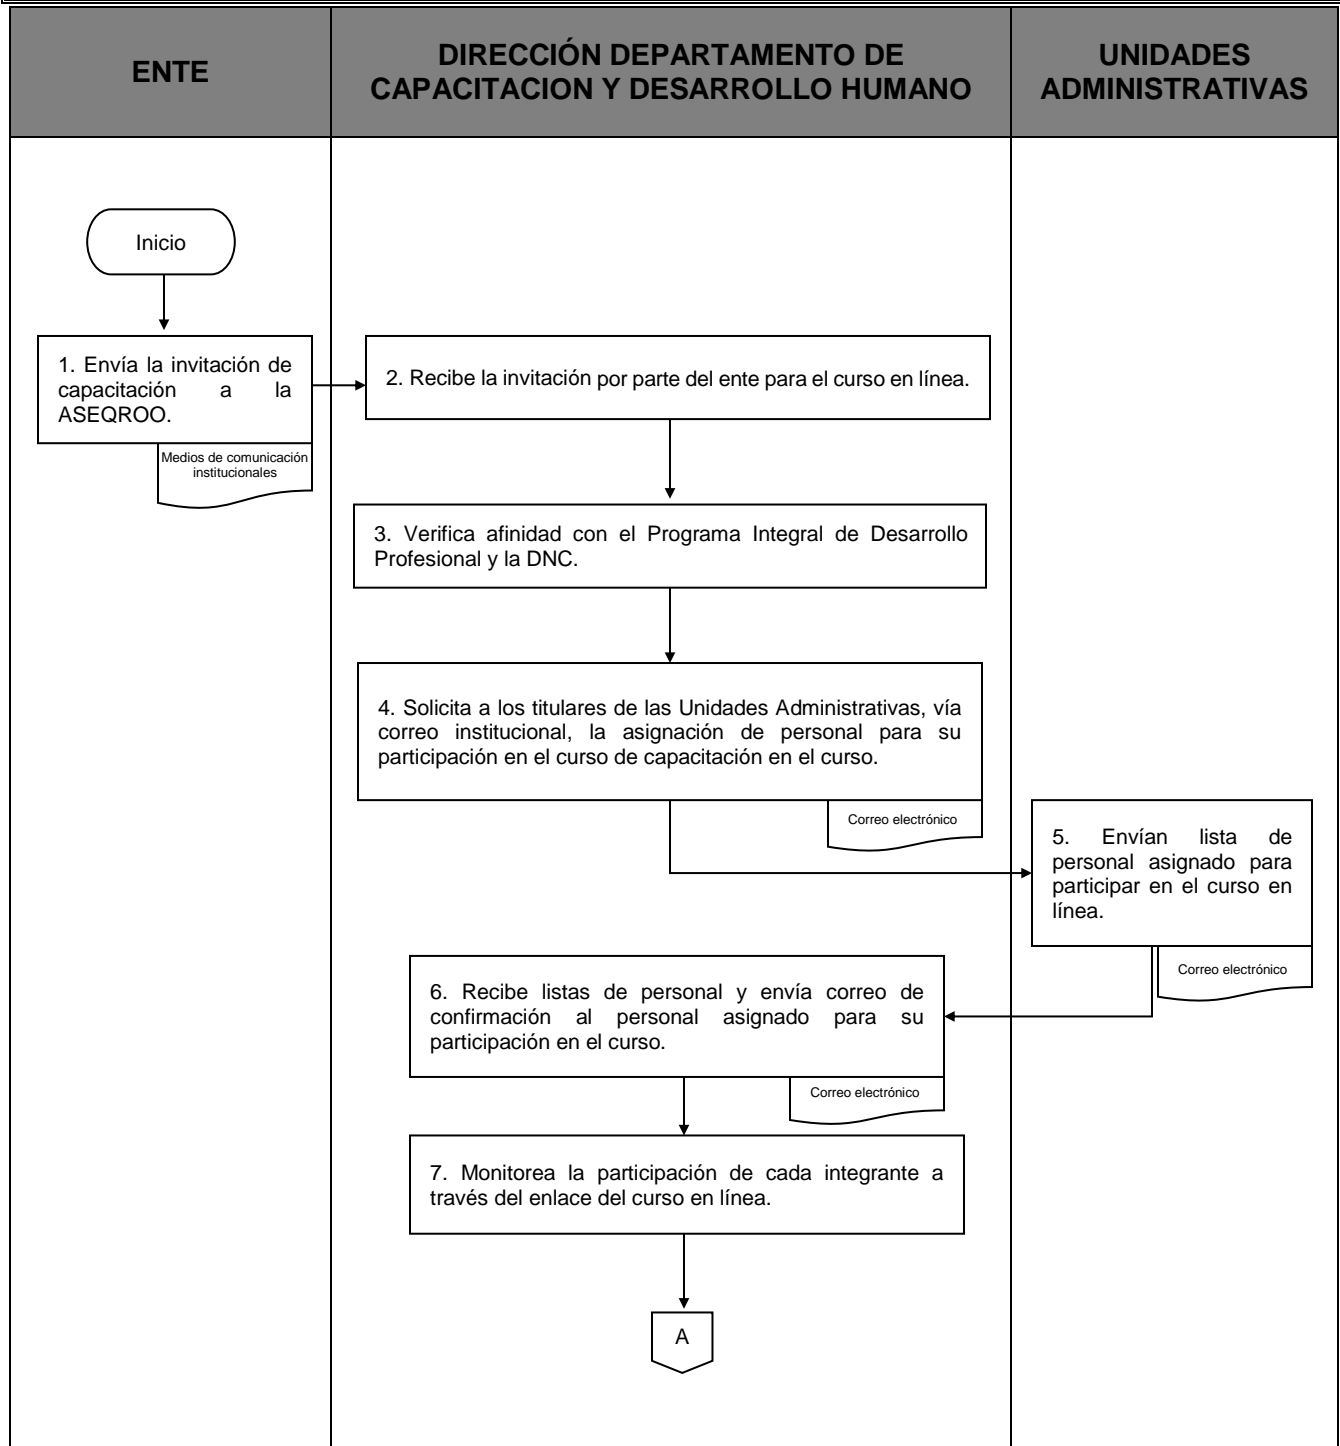 ENTE
DIRECCIÓN DEPARTAMENTO DE
CAPACITACION Y DESARROLLO HUMANO
UNIDADES
ADMINISTRATIVAS
Inicio
1. Envía la invitación de
capacitación a la
ASEQROO.
Medios de comunicación
institucionales
2. Recibe la invitación por parte del ente para el curso en línea.
3. Verifica afinidad con el Programa Integral de Desarrollo
Profesional y la DNC.
4. Solicita a los titulares de las Unidades Administrativas, vía
correo institucional, la asignación de personal para su
participación en el curso de capacitación en el curso.
Correo electrónico
5. Envían lista de
personal asignado para
participar en el curso en
línea.
Correo electrónico
6. Recibe listas de personal y envía correo de
confirmación al personal asignado para su
participación en el curso.
Correo electrónico
7. Monitorea la participación de cada integrante a
través del enlace del curso en línea.
A